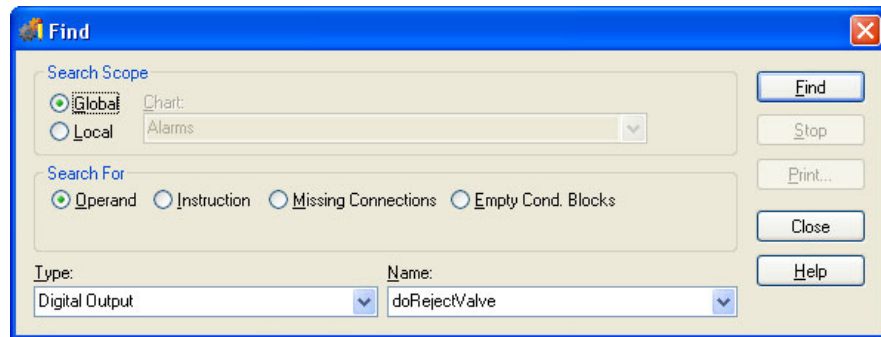 Find
Search Scope
Global
Chart:
Local
Alarms
Find
Stop
Print...
Search For
Operand Instruction Missing Connections Empty Cond. Blocks
Close
Help
Type:
Name:
Digital Output
doRejectValve